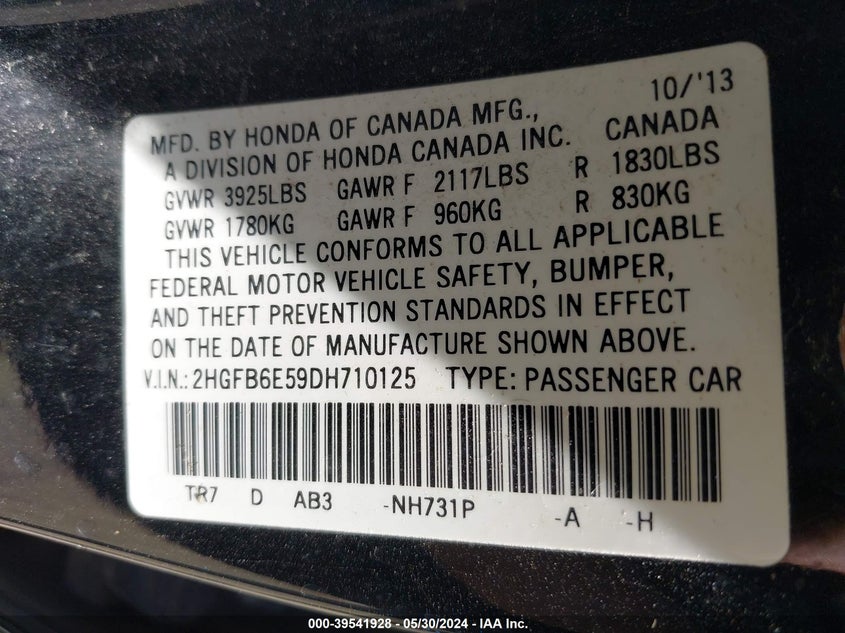 10/'13
MFD. BY HONDA OF CANADA MFG.,
A DIVISION OF HONDA CANADA INC. CANADA
GVWR 3925LBS GAWR F 2117LBS R 1830LBS
GVWR 1780KG GAWR F 960KG R 830KG
THIS VEHICLE CONFORMS TO ALL APPLICABLE
FEDERAL MOTOR VEHICLE SAFETY, BUMPER,
AND THEFT PREVENTION STANDARDS IN EFFECT
ON THE DATE OF MANUFACTURE SHOWN ABOVE.
V.I.N.: 2HGFB6E59DH710125 TYPE: PASSENGER CAR
TR7 D AB3 -NH731P -A -H
000-39541928 - 05/30/2024 - IAA Inc.